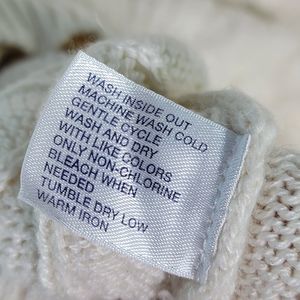 WASH INSIDE OUT
MACHINE WASH COLD
GENTLE CYCLE
WASH AND DRY
WITH LIKE COLORS
ONLY NON-CHLORINE
BLEACH WHEN
NEEDED
TUMBLE DRY LOW
WARM IRON